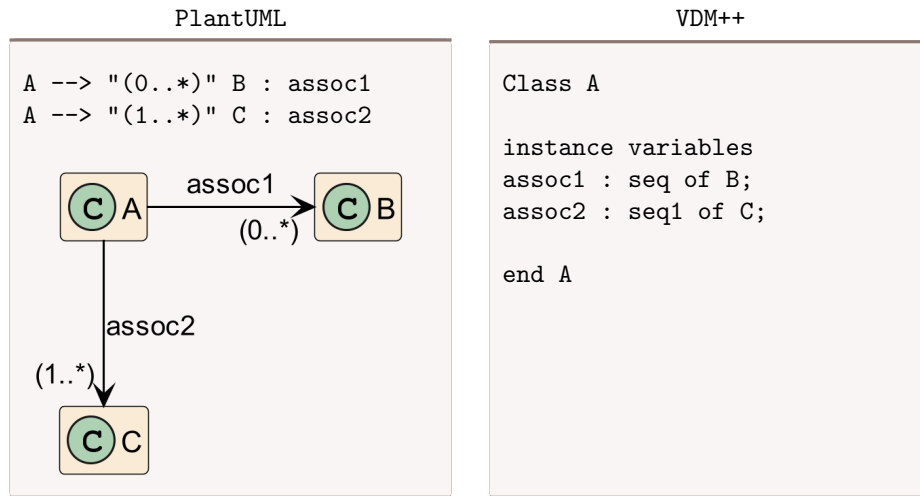 PlantUML
A --> "(0..*)" B : assoc1
A --> "(1..*)" C : assoc2
C A
assoc1
(0..*)
C B
assoc2
(1..*)
C C
VDM++
Class A
instance variables
assoc1 : seq of B;
assoc2 : seq1 of C;
end A